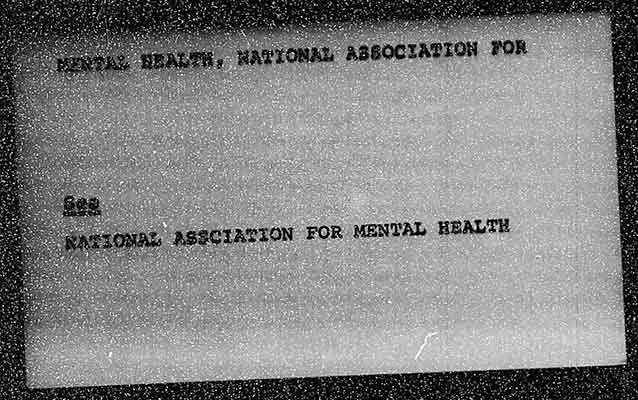 MENTAL HEALTH, NATIONAL ASSOCIATION FOR
See
NATIONAL ASSCIATION FOR MENTAL HEALTH